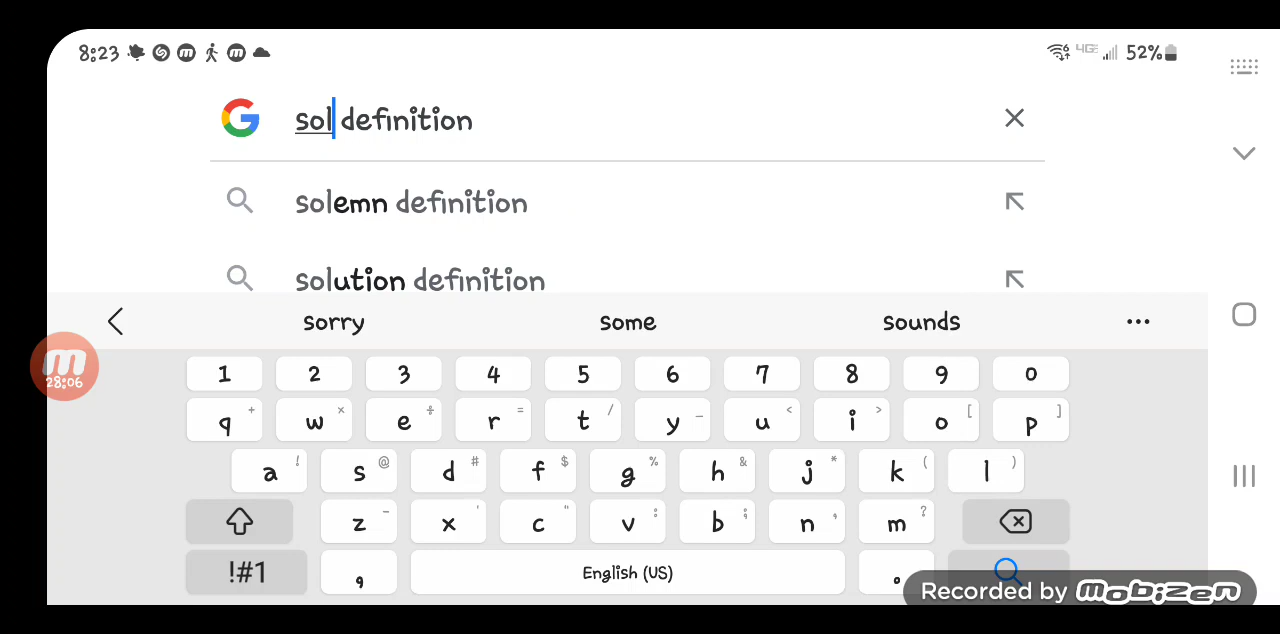 8:23 4GE 52%
sol definition
solemn definition
solution definition
sorry some sounds ...
28:06
1 2 3 4 5 6 7 8 9 0
q + w × e ÷ r = t / y _ u < i > o [ p ]
a ! s @ d # f $ g % h & j * k ( l )
z - x ' c " v : b ; n , m ?
!#1 , English (US) .
Recorded by mobizen